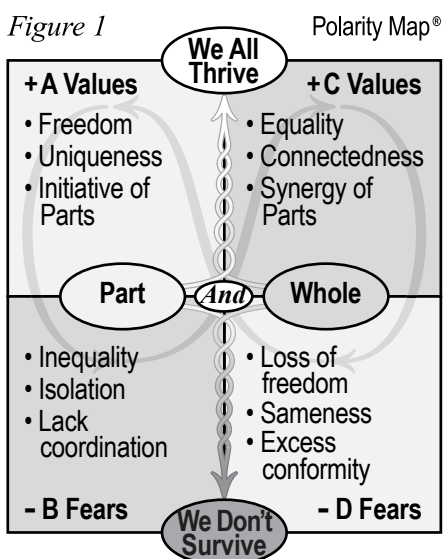 Figure 1
Polarity Map®
We All
Thrive
+A Values
• Freedom
• Uniqueness
• Initiative of
Parts
+C Values
• Equality
• Connectedness
• Synergy of
Parts
Part
And
Whole
• Inequality
• Isolation
• Lack
coordination
• Loss of
freedom
• Sameness
• Excess
conformity
- B Fears
- D Fears
We Don't
Survive